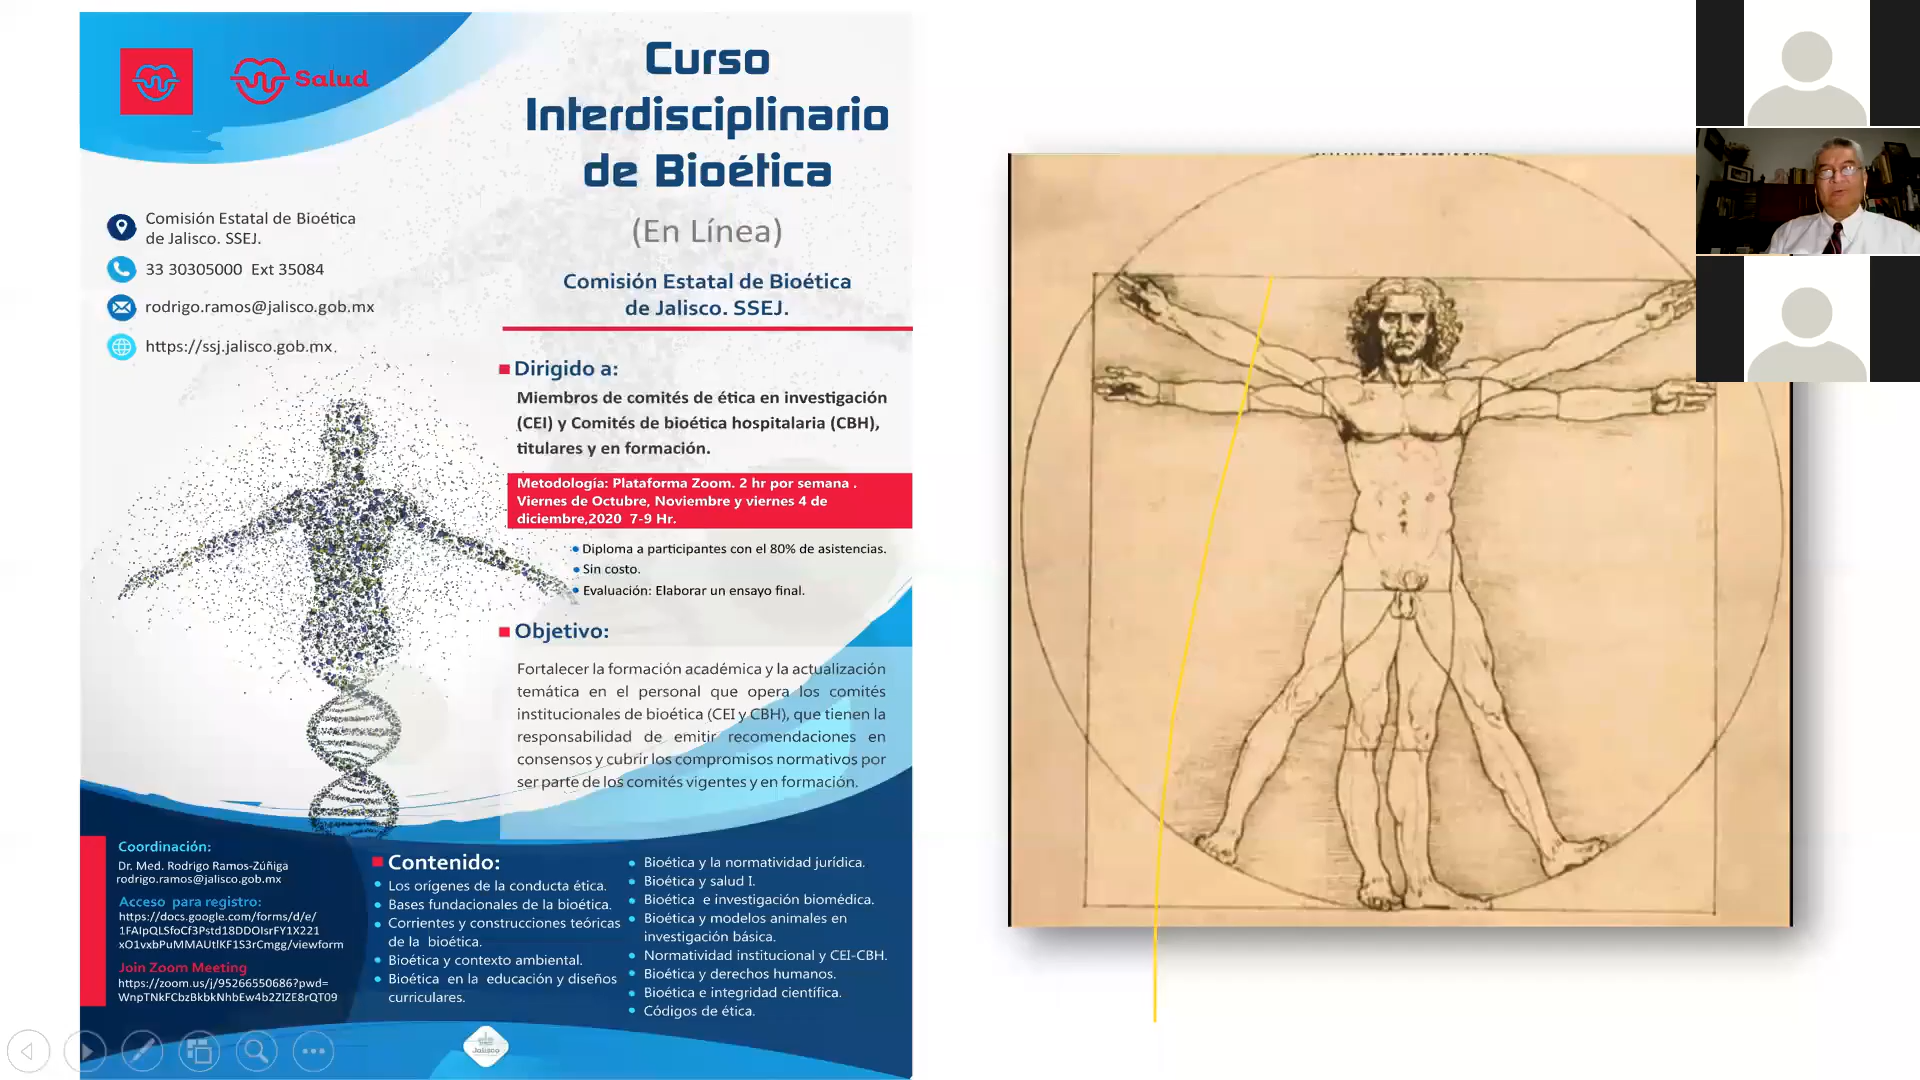 Salud
Curso
Interdisciplinario
de Bioética
(En Línea)
Comisión Estatal de Bioética
de Jalisco. SSEJ.
Comisión Estatal de Bioética
de Jalisco. SSEJ.
33 30305000 Ext 35084
rodrigo.ramos@jalisco.gob.mx
https://ssj.jalisco.gob.mx.
Dirigido a:
Miembros de comités de ética en investigación
(CEI) y Comités de bioética hospitalaria (CBH),
titulares y en formación.
Metodología: Plataforma Zoom. 2 hr por semana .
Viernes de Octubre, Noviembre y viernes 4 de
diciembre,2020 7-9 Hr.
Diploma a participantes con el 80% de asistencias.
Sin costo.
Evaluación: Elaborar un ensayo final.
Objetivo:
Fortalecer la formación académica y la actualización
temática en el personal que opera los comités
institucionales de bioética (CEI y CBH), que tienen la
responsabilidad de emitir recomendaciones en
consensos y cubrir los compromisos normativos por
ser parte de los comités vigentes y en formación.
Coordinación:
Dr. Med. Rodrigo Ramos-Zúñiga
rodrigo.ramos@jalisco.gob.mx
Acceso para registro:
https://docs.google.com/forms/d/e/
1FAIpQLSfoCf3Pstd18DDOIsrFY1X221
xO1vxbPuMMAUtlKF1S3rCmgg/viewform
Join Zoom Meeting
https://zoom.us/j/95266550686?pwd=
WnpTNkFCbzBkbkNhbEw4b2ZIZE8rQT09
Contenido:
Los orígenes de la conducta ética.
Bases fundacionales de la bioética.
Corrientes y construcciones teóricas
de la bioética.
Bioética y contexto ambiental.
Bioética en la educación y diseños
curriculares.
Bioética y la normatividad jurídica.
Bioética y salud I.
Bioética e investigación biomédica.
Bioética y modelos animales en
investigación básica.
Normatividad institucional y CEI-CBH.
Bioética y derechos humanos.
Bioética e integridad científica.
Códigos de ética.
Jalisco